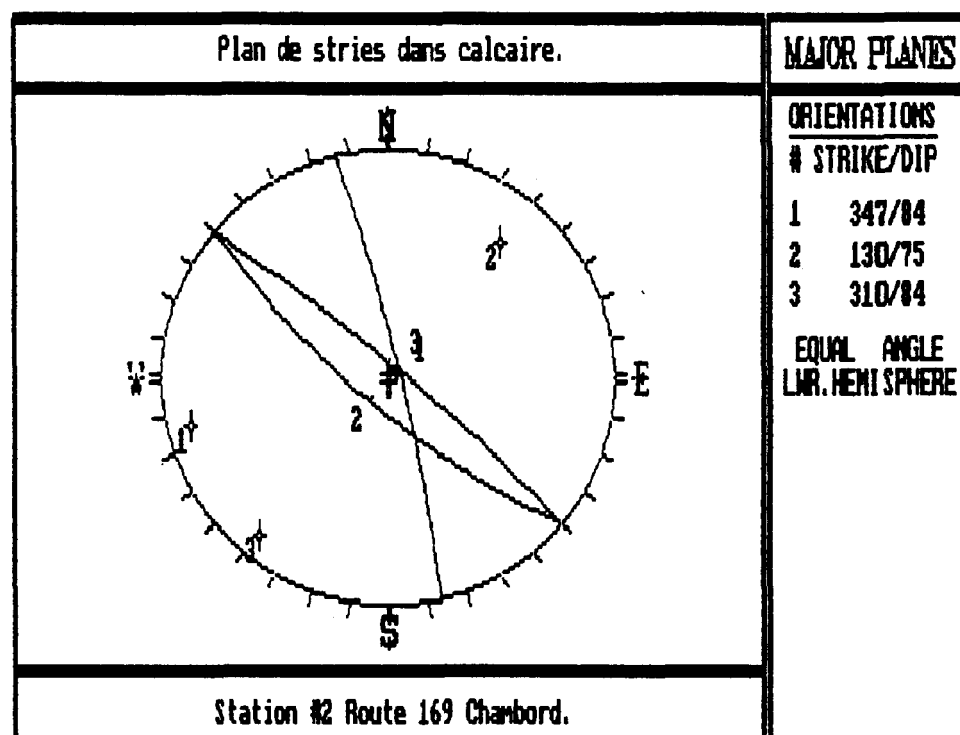 Plan de stries dans calcaire.
MAJOR PLANES
ORIENTATIONS
# STRIKE/DIP
1 347/84
2 130/75
3 310/84
EQUAL ANGLE
LWR.HEMISPHERE
N
2
3
W
E
2
1
3
S
Station #2 Route 169 Chambord.